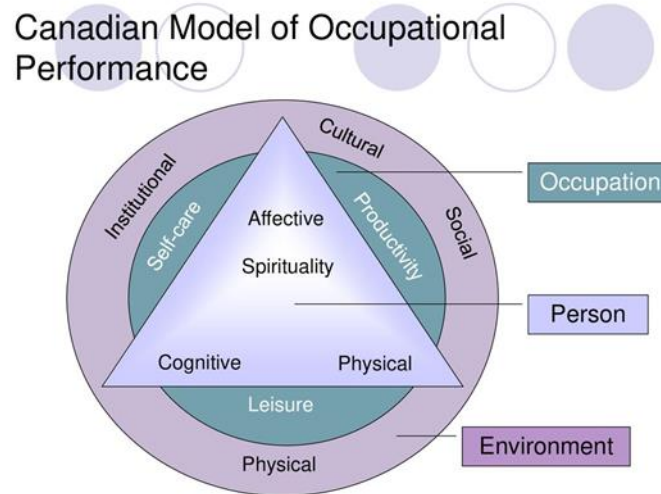 Canadian Model of Occupational
Performance
Cultural
Institutional
Social
Self-care
Productivity
Affective
Spirituality
Cognitive
Physical
Leisure
Physical
Occupation
Person
Environment